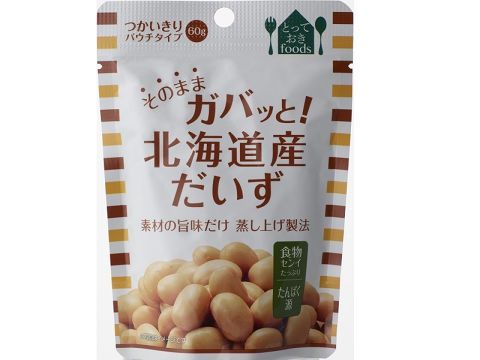 つかいきり
パウチタイプ
60g
とって
おき
foods
そのまま
ガバッと!
北海道産
だいず
素材の旨味だけ 蒸し上げ製法
食物
センイ
たっぷり
たんぱく
源